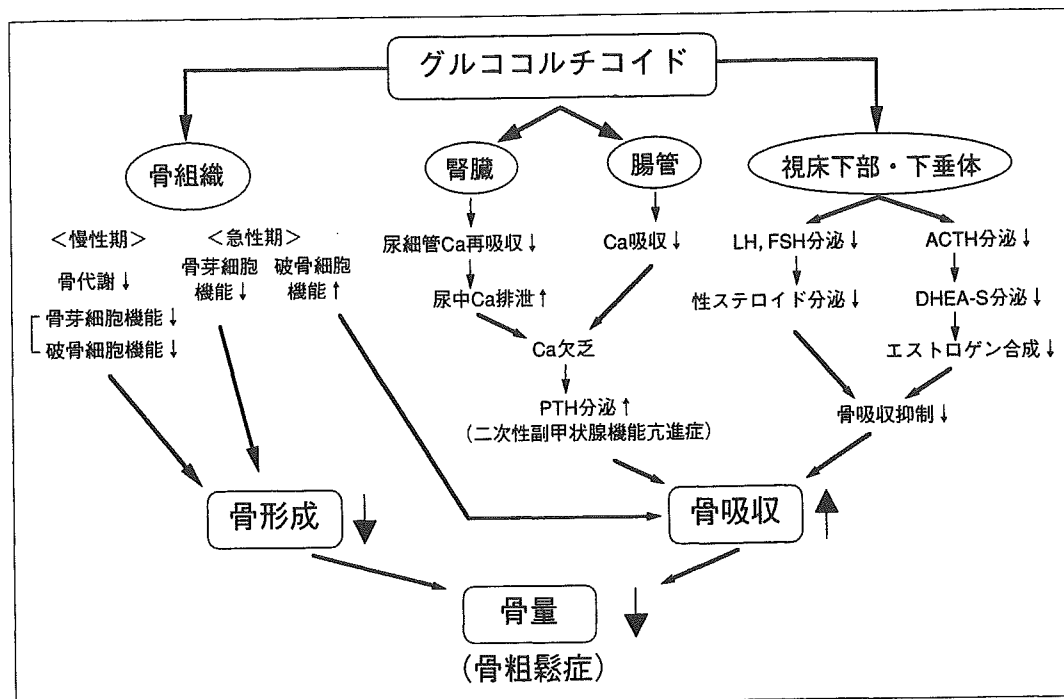 グルココルチコイド
骨組織
腎臓
腸管
視床下部・下垂体
<慢性期>
骨代謝↓
骨芽細胞機能↓
破骨細胞機能↓
<急性期>
骨芽細胞
機能↓
破骨細胞
機能↑
尿細管Ca再吸収↓
尿中Ca排泄↑
Ca吸収↓
Ca欠乏
PTH分泌↑
(二次性副甲状腺機能亢進症)
LH, FSH分泌↓
性ステロイド分泌↓
ACTH分泌↓
DHEA-S分泌↓
エストロゲン合成↓
骨吸収抑制↓
骨形成↓
骨吸収↑
骨量↓
(骨粗鬆症)